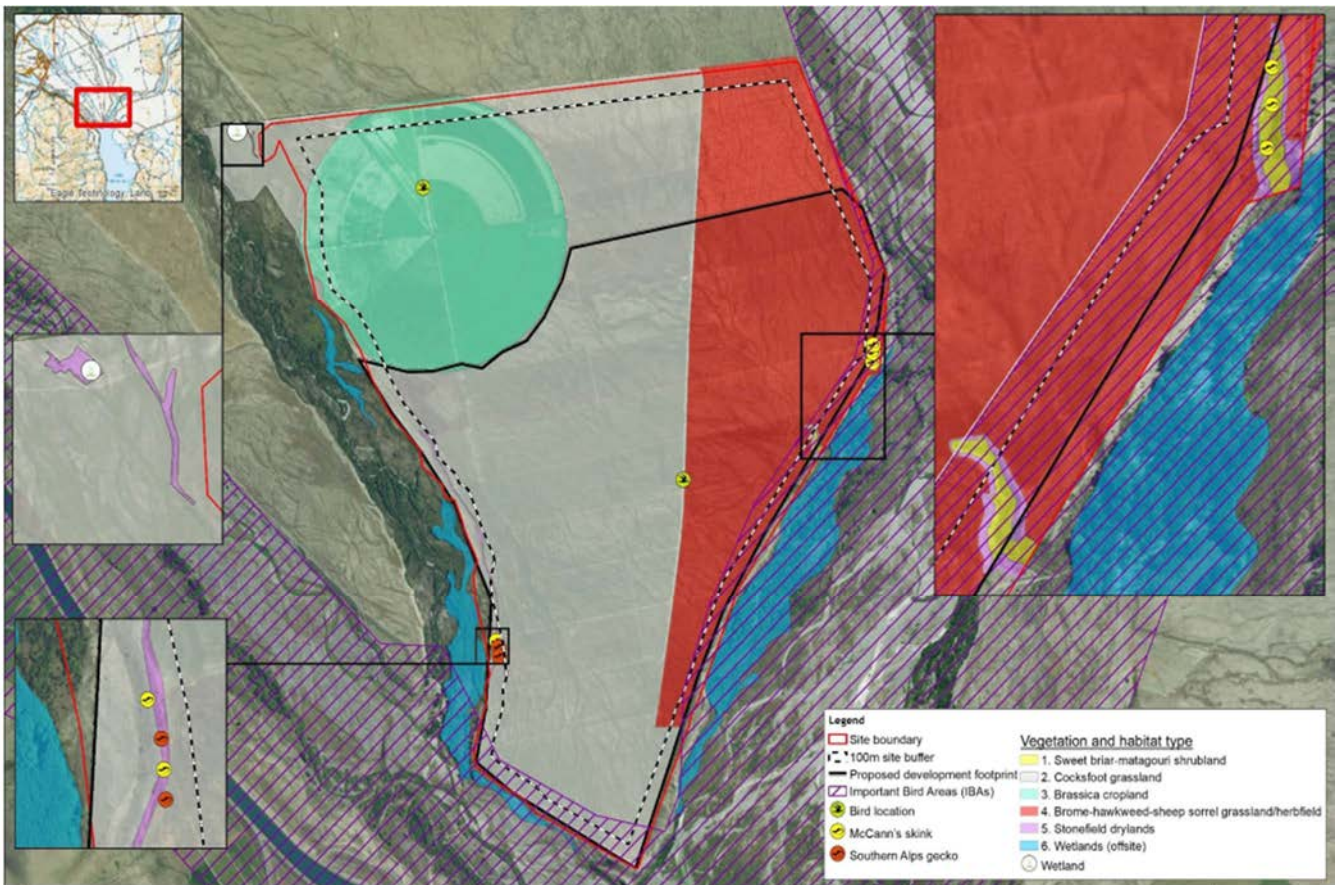 Eagle Technology, Land
Legend
Site boundary
100m site buffer
Proposed development footprint
Important Bird Areas (IBAs)
Bird location
McCann's skink
Southern Alps gecko
Vegetation and habitat type
1. Sweet briar-matagouri shrubland
2. Cocksfoot grassland
3. Brassica cropland
4. Brome-hawkweed-sheep sorrel grassland/herbfield
5. Stonefield drylands
6. Wetlands (offsite)
Wetland